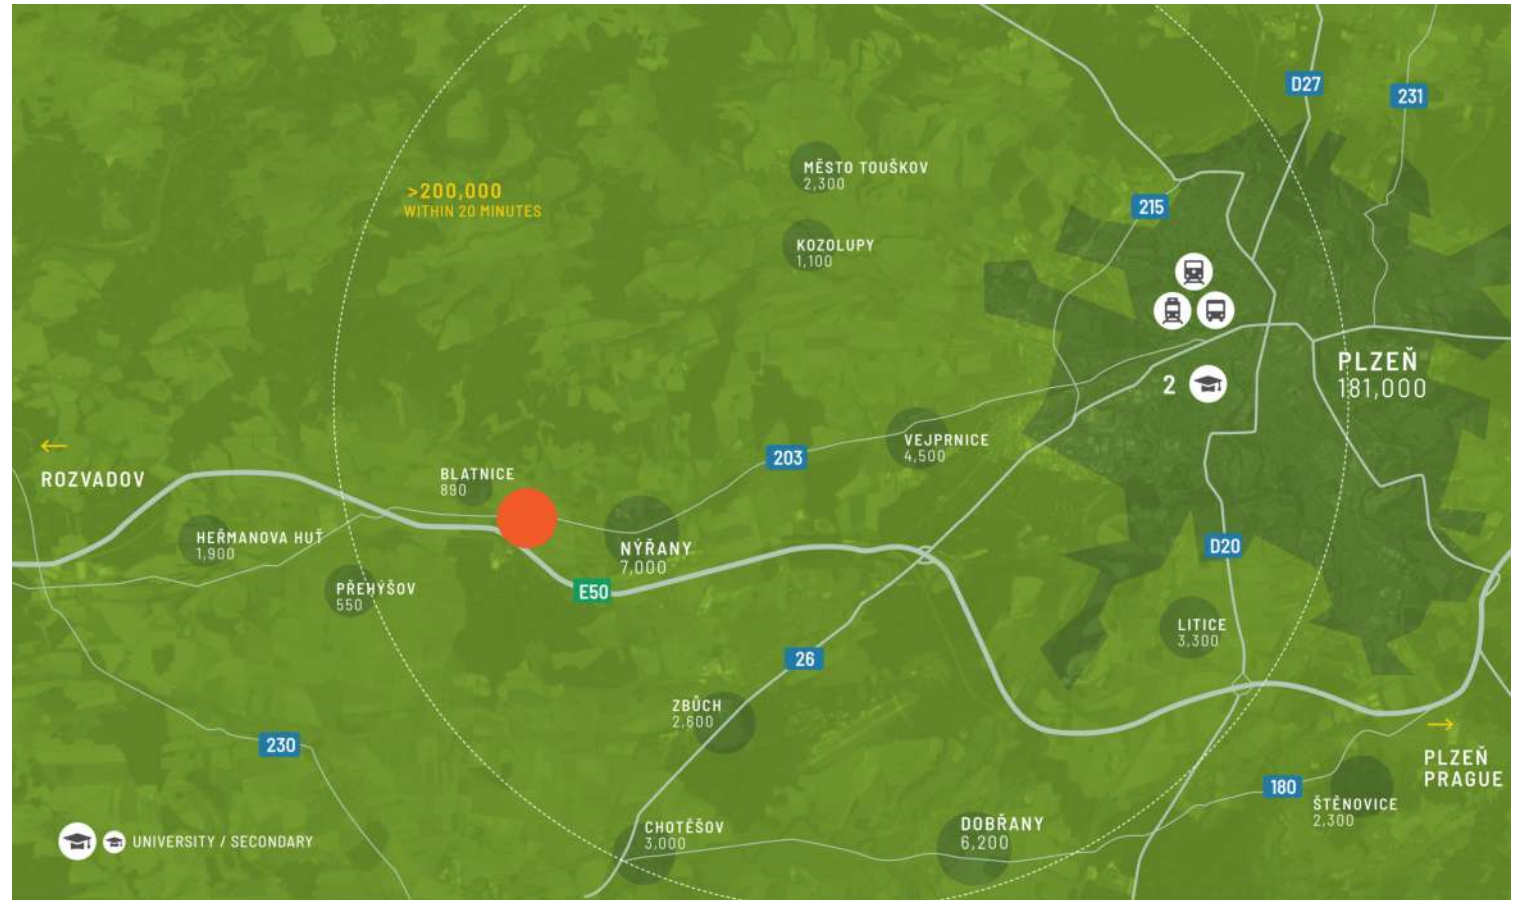 D27
231
MĚSTO TOUŠKOV
2,300
>200,000
WITHIN 20 MINUTES
215
KOZOLUPY
1,100
PLZEŇ
181,000
2
VEJPRNICE
4,500
203
ROZVADOV
BLATNICE
890
HEŘMANOVA HUŤ
1,900
NÝŘANY
7,000
D20
PŘEHÝŠOV
550
E50
LITICE
3,300
26
ZBŮCH
2,600
230
PLZEŇ
PRAGUE
180
ŠTĚNOVICE
2,300
CHOTĚŠOV
3,000
DOBŘANY
6,200
UNIVERSITY / SECONDARY